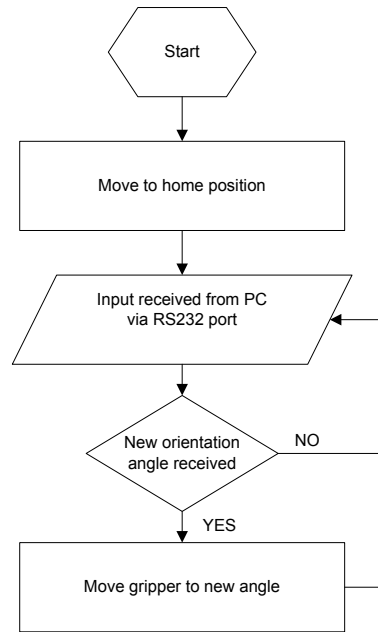 Start
Move to home position
Input received from PC
via RS232 port
New orientation
angle received
NO
YES
Move gripper to new angle